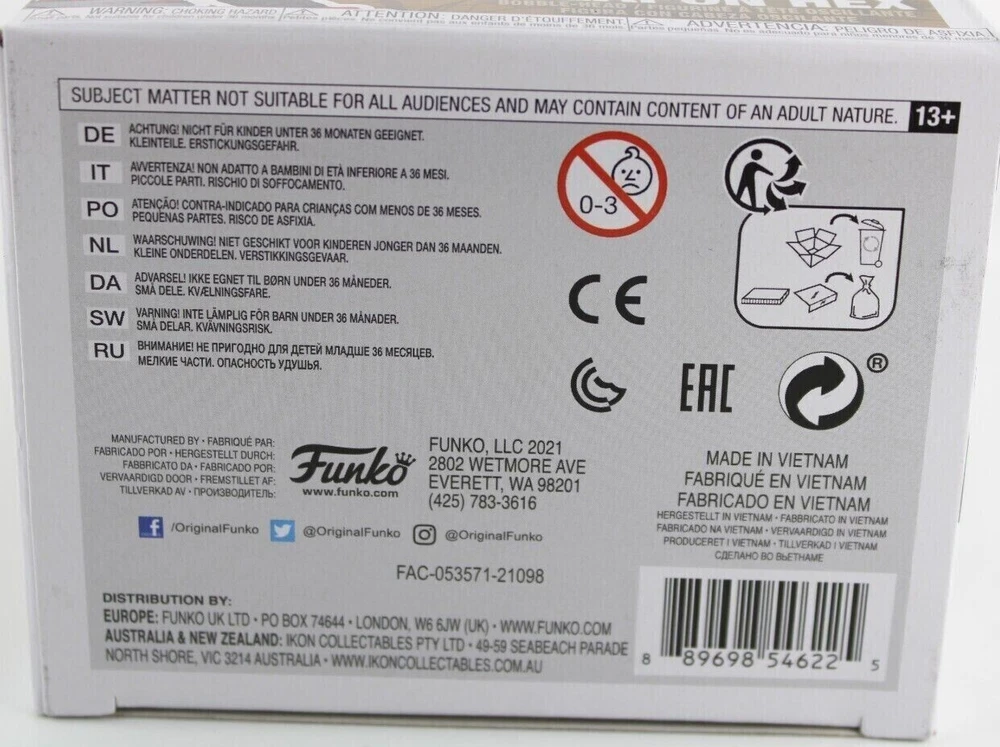 WARNING: CHOKING HAZARD
ATTENTION: DANGER D'ÉTOUFFEMENT
ADVERTENCIA: PELIGRO DE ASFIXIA
HEX
SUBJECT MATTER NOT SUITABLE FOR ALL AUDIENCES AND MAY CONTAIN CONTENT OF AN ADULT NATURE. 13+
DE ACHTUNG! NICHT FÜR KINDER UNTER 36 MONATEN GEEIGNET.
KLEINTEILE. ERSTICKUNGSGEFAHR.
IT AVVERTENZA! NON ADATTO A BAMBINI DI ETÀ INFERIORE A 36 MESI.
PICCOLE PARTI. RISCHIO DI SOFFOCAMENTO.
PO ATENÇÃO! CONTRA-INDICADO PARA CRIANÇAS COM MENOS DE 36 MESES.
PEQUENAS PARTES. RISCO DE ASFIXIA.
NL WAARSCHUWING! NIET GESCHIKT VOOR KINDEREN JONGER DAN 36 MAANDEN.
KLEINE ONDERDELEN. VERSTIKKINGSGEVAAR.
DA ADVARSEL! IKKE EGNET TIL BØRN UNDER 36 MÅNEDER.
SMÅ DELE. KVÆLNINGSFARE.
SW VARNING! INTE LÄMPLIG FÖR BARN UNDER 36 MÅNADER.
SMÅ DELAR. KVÄVNINGSRISK.
RU ВНИМАНИЕ! НЕ ПРИГОДНО ДЛЯ ДЕТЕЙ МЛАДШЕ 36 МЕСЯЦЕВ.
МЕЛКИЕ ЧАСТИ. ОПАСНОСТЬ УДУШЬЯ.
0-3
CE
EAC
®
MANUFACTURED BY • FABRIQUÉ PAR:
FABRICADO POR • HERGESTELLT DURCH:
FABBRICATO DA • FABRICADO POR:
VERVAARDIGD DOOR • FREMSTILLET AF:
TILLVERKAD AV • ПРОИЗВОДИТЕЛЬ:
Funko
www.funko.com
FUNKO, LLC 2021
2802 WETMORE AVE
EVERETT, WA 98201
(425) 783-3616
/OriginalFunko @OriginalFunko @OriginalFunko
FAC-053571-21098
MADE IN VIETNAM
FABRIQUÉ EN VIETNAM
FABRICADO EN VIETNAM
HERGESTELLT IN VIETNAM • FABBRICATO IN VIETNAM
FABRICADO NA VIETNAM • VERVAARDIGD IN VIETNAM
PRODUCERET I VIETNAM • TILLVERKAD I VIETNAM
СДЕЛАНО ВО ВЬЕТНАМЕ
DISTRIBUTION BY:
EUROPE: FUNKO UK LTD • PO BOX 74644 • LONDON, W6 6JW (UK) • WWW.FUNKO.COM
AUSTRALIA & NEW ZEALAND: IKON COLLECTABLES PTY LTD • 49-59 SEABEACH PARADE
NORTH SHORE, VIC 3214 AUSTRALIA • WWW.IKONCOLLECTABLES.COM.AU
8 89698 54622 5